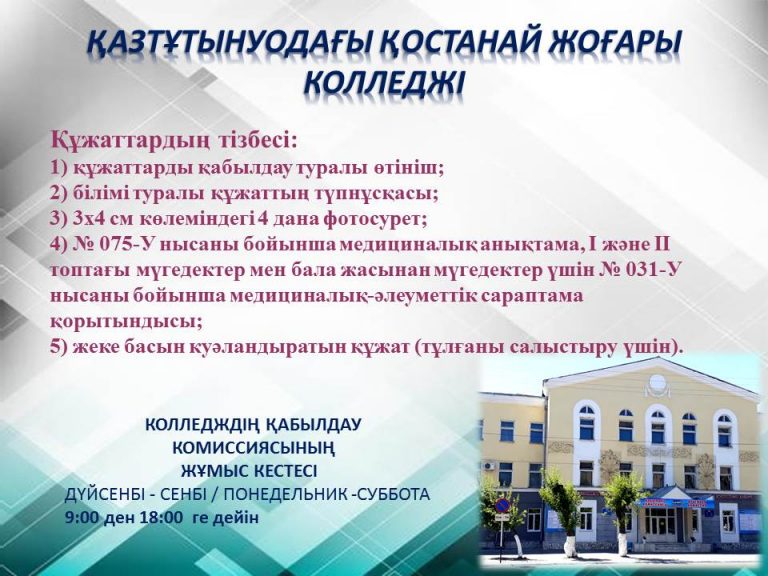 ҚАЗТҰТЫНУОДАҒЫ ҚОСТАНАЙ ЖОҒАРЫ
КОЛЛЕДЖІ
Құжаттардың тізбесі:
1) құжаттарды қабылдау туралы өтініш;
2) білімі туралы құжаттың түпнұсқасы;
3) 3х4 см көлеміндегі 4 дана фотосурет;
4) № 075-У нысаны бойынша медициналық анықтама, І және ІІ
топтағы мүгедектер мен бала жасынан мүгедектер үшін № 031-У
нысаны бойынша медициналық-әлеуметтік сараптама
қорытындысы;
5) жеке басын куәландыратын құжат (тұлғаны салыстыру үшін).
КОЛЛЕДЖДІҢ ҚАБЫЛДАУ
КОМИССИЯСЫНЫҢ
ЖҰМЫС КЕСТЕСІ
ДҮЙСЕНБІ - СЕНБІ / ПОНЕДЕЛЬНИК -СУББОТА
9:00 ден 18:00 ге дейін